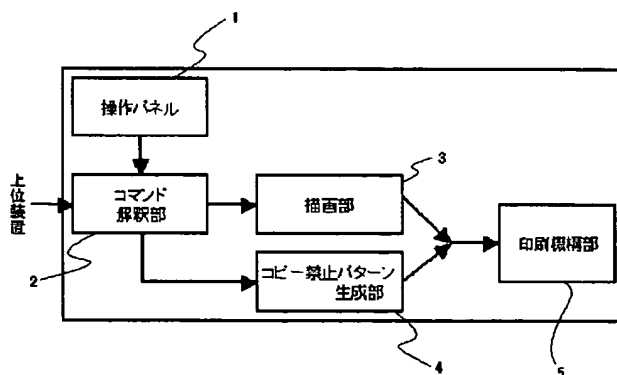 1
操作パネル
上位装置
コマンド
解釈部
2
3
描画部
コピー禁止パターン
生成部
4
印刷機構部
5